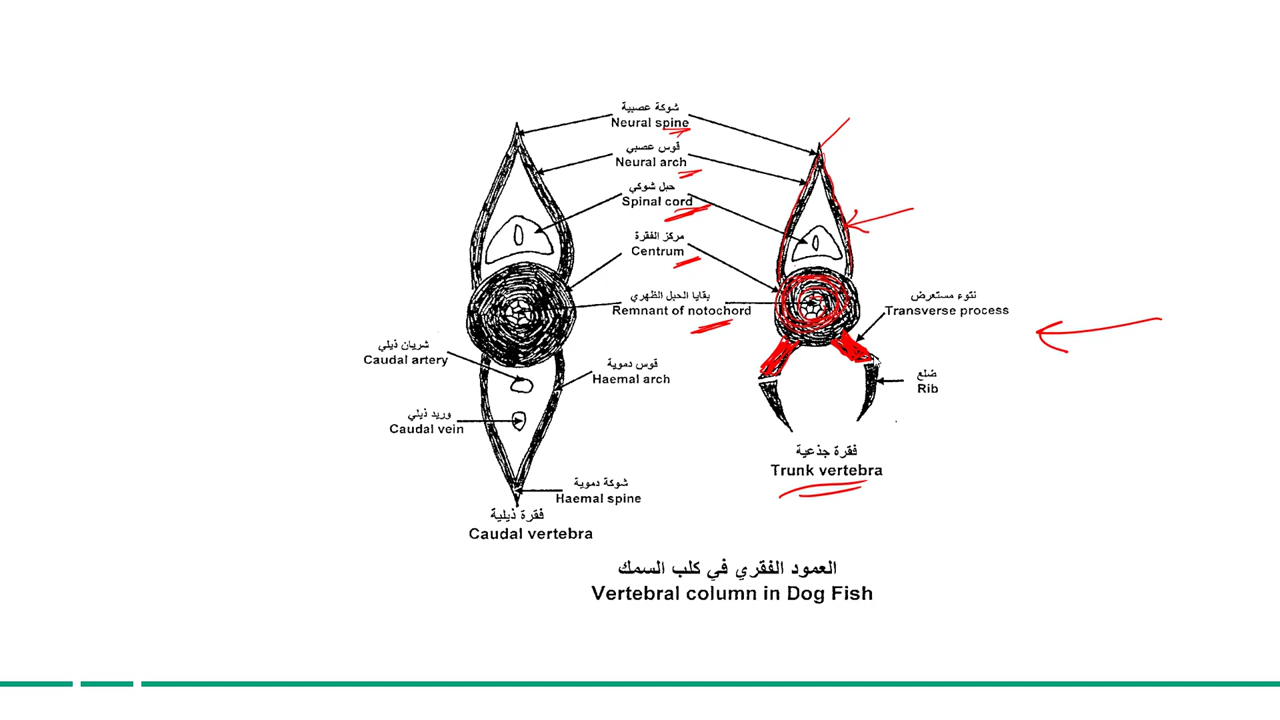 شوكة عصبية
Neural spine
قوس عصبي
Neural arch
حبل شوكي
Spinal cord
مركز الفقرة
Centrum
بقايا الحبل الظهري
Remnant of notochord
نتوء مستعرض
Transverse process
شريان ذيلي
Caudal artery
قوس دموية
Haemal arch
ضلع
Rib
وريد ذيلي
Caudal vein
فقرة جذعية
Trunk vertebra
شوكة دموية
Haemal spine
فقرة ذيلية
Caudal vertebra
العمود الفقري في كلب السمك
Vertebral column in Dog Fish